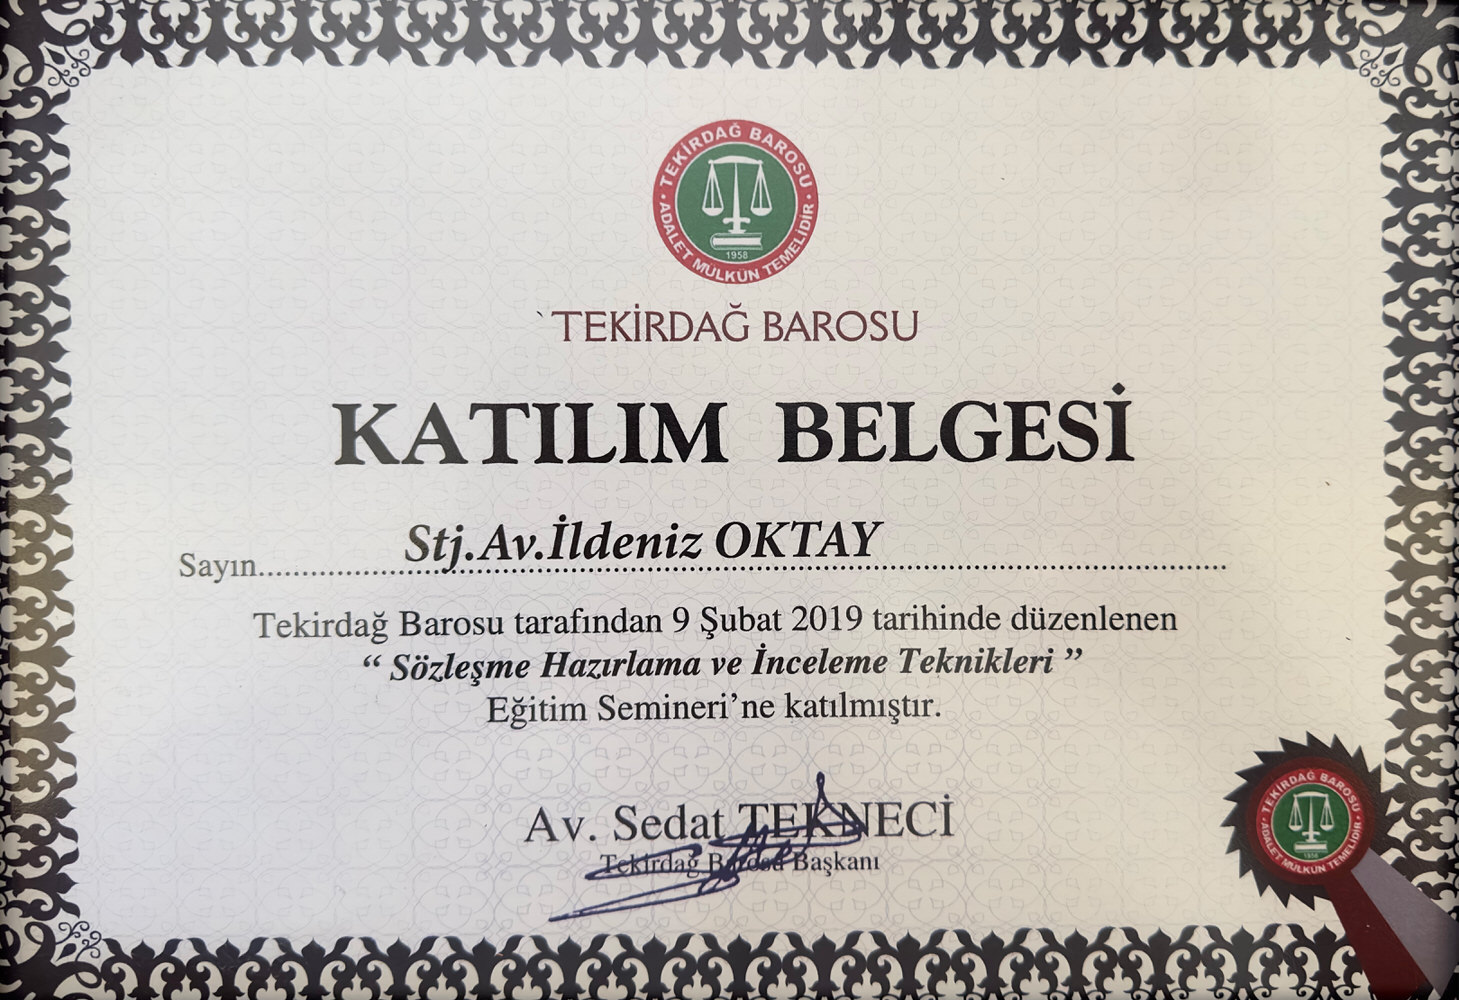 TEKİRDAĞ BAROSU
1958
ADALET MÜLKÜN TEMELİDİR
TEKİRDAĞ BAROSU
KATILIM BELGESİ
Sayın.......... Stj.Av.İldeniz OKTAY ..........
Tekirdağ Barosu tarafından 9 Şubat 2019 tarihinde düzenlenen
“ Sözleşme Hazırlama ve İnceleme Teknikleri ”
Eğitim Semineri’ne katılmıştır.
Av. Sedat TEKNECİ
Tekirdağ Barosu Başkanı
TEKİRDAĞ BAROSU
1958
ADALET MÜLKÜN TEMELİDİR